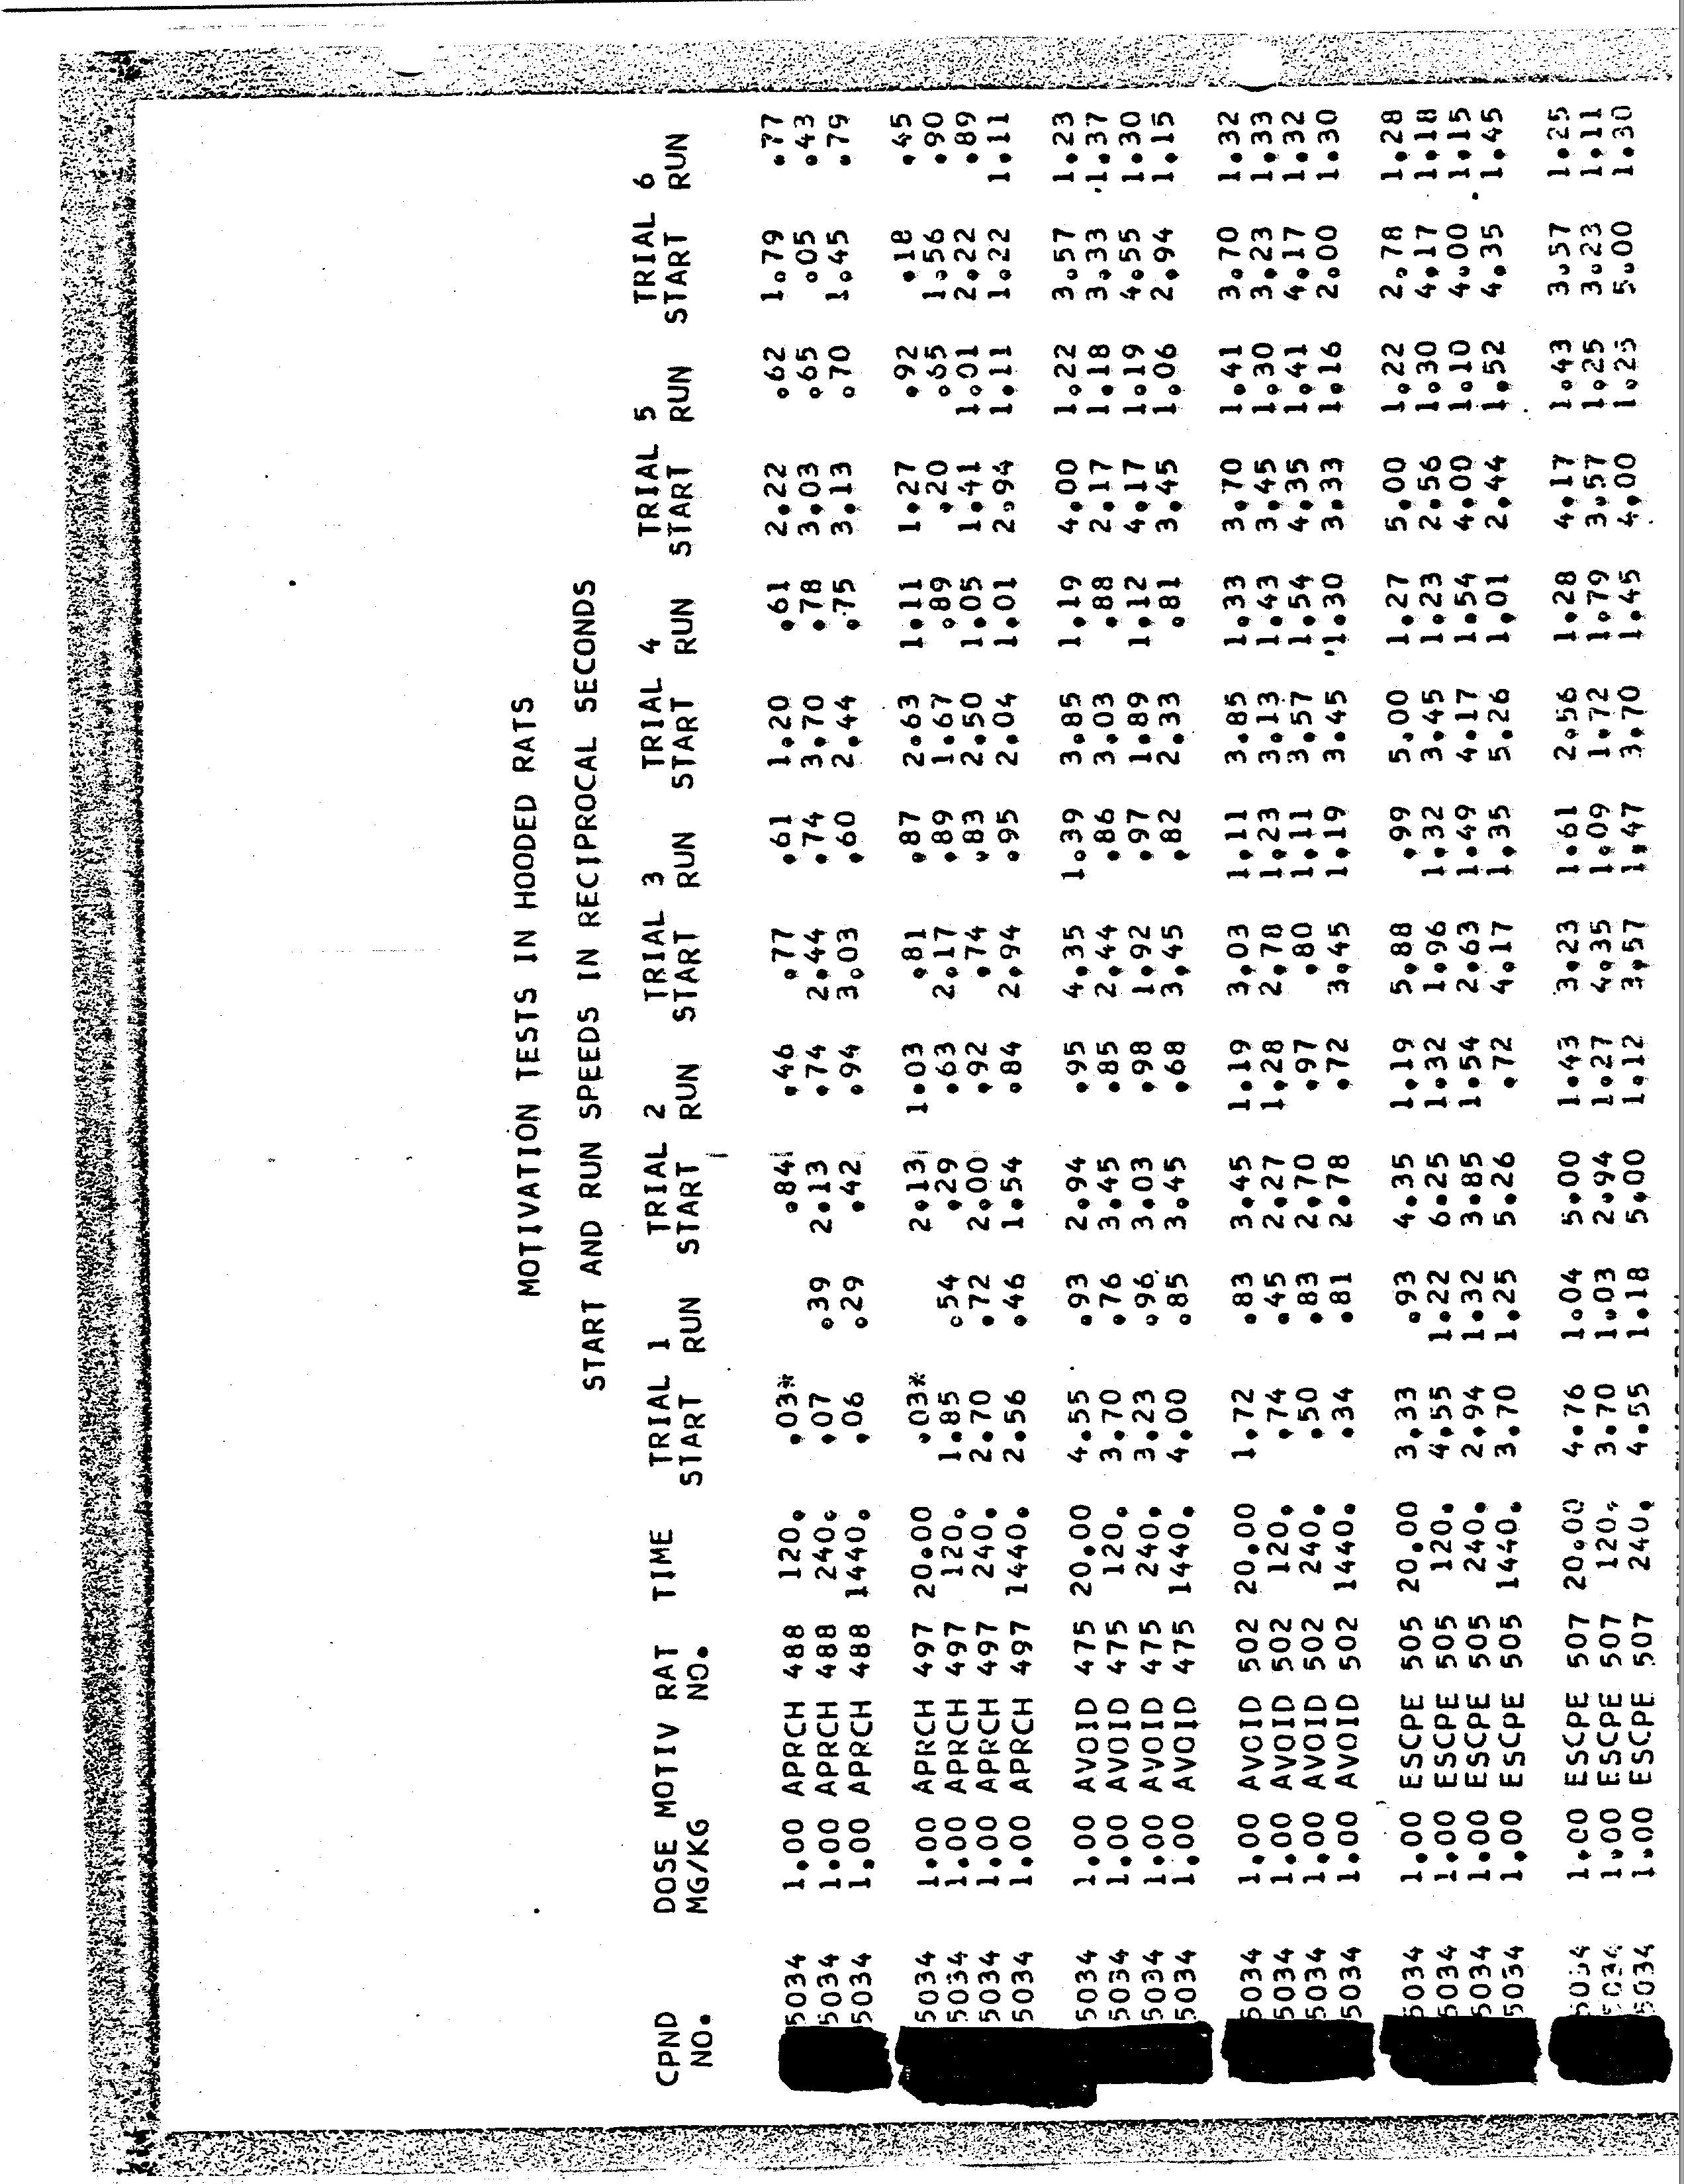 MOTIVATION TESTS IN HOODED RATS
START AND RUN SPEEDS IN RECIPROCAL SECONDS
CPND DOSE MOTIV RAT TIME TRIAL 1 TRIAL 2 TRIAL 3 TRIAL 4 TRIAL 5 TRIAL 6
NO. MG/KG NO. START RUN START RUN START RUN START RUN START RUN START RUN
5034 1.00 APRCH 488 120. .03* .84 .46 .77 .61 1.20 .61 2.22 .62 1.79 .77
5034 1.00 APRCH 488 240. .07 .39 2.13 .74 2.44 .74 3.70 .78 3.03 .65 .05 .43
5034 1.00 APRCH 488 1440. .06 .29 .42 .94 3.03 .60 2.44 .75 3.13 .70 1.45 .79
5034 1.00 APRCH 497 20.00 .03* 2.13 1.03 .81 .87 2.63 1.11 1.27 .92 .18 .45
5034 1.00 APRCH 497 120. 1.85 .54 .29 .63 2.17 .89 1.67 .89 .20 .65 1.56 .90
5034 1.00 APRCH 497 240. 2.70 .72 2.00 .92 .74 .83 2.50 1.05 1.41 1.01 2.22 .89
5034 1.00 APRCH 497 1440. 2.56 .46 1.54 .84 2.94 .95 2.04 1.01 2.94 1.11 1.22 1.11
5034 1.00 AVOID 475 20.00 4.55 .93 2.94 .95 4.35 1.39 3.85 1.19 4.00 1.22 3.57 1.23
5034 1.00 AVOID 475 120. 3.70 .76 3.45 .85 2.44 .86 3.03 .88 2.17 1.18 3.33 1.37
5034 1.00 AVOID 475 240. 3.23 .96 3.03 .98 1.92 .97 1.89 1.12 4.17 1.19 4.55 1.30
5034 1.00 AVOID 475 1440. 4.00 .85 3.45 .68 3.45 .82 2.33 .81 3.45 1.06 2.94 1.15
5034 1.00 AVOID 502 20.00 1.72 .83 3.45 1.19 3.03 1.11 3.85 1.33 3.70 1.41 3.70 1.32
5034 1.00 AVOID 502 120. .74 .45 2.27 1.28 2.78 1.23 3.13 1.43 3.45 1.30 3.23 1.33
5034 1.00 AVOID 502 240. .50 .83 2.70 .97 .80 1.11 3.57 1.54 4.35 1.41 4.17 1.32
5034 1.00 AVOID 502 1440. .34 .81 2.78 .72 3.45 1.19 3.45 1.30 3.33 1.16 2.00 1.30
5034 1.00 ESCPE 505 20.00 3.33 .93 4.35 1.19 5.88 .99 5.00 1.27 5.00 1.22 2.78 1.28
5034 1.00 ESCPE 505 120. 4.55 1.22 6.25 1.32 1.96 1.32 3.45 1.23 2.56 1.30 4.17 1.18
5034 1.00 ESCPE 505 240. 2.94 1.32 3.85 1.54 2.63 1.49 4.17 1.54 4.00 1.10 4.00 1.15
5034 1.00 ESCPE 505 1440. 3.70 1.25 5.26 .72 4.17 1.35 5.26 1.01 2.44 1.52 4.35 1.45
5034 1.00 ESCPE 507 20.00 4.76 1.04 5.00 1.43 3.23 1.61 2.56 1.28 4.17 1.43 3.57 1.25
5034 1.00 ESCPE 507 120. 3.70 1.03 2.94 1.27 4.35 1.09 1.72 1.79 3.57 1.25 3.23 1.11
5034 1.00 ESCPE 507 240. 4.55 1.18 5.00 1.12 3.57 1.47 3.70 1.45 4.00 1.25 5.00 1.30